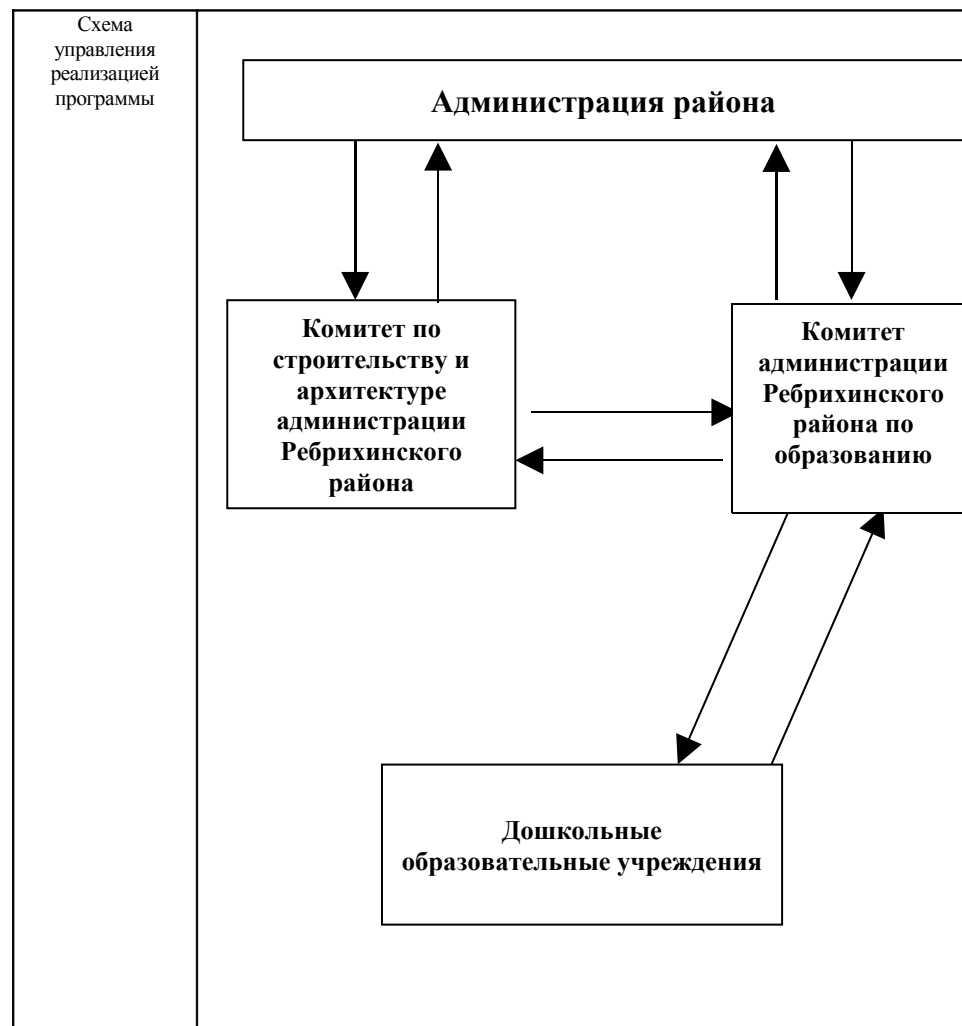 Схема
управления
реализацией
программы
Администрация района
Комитет по
строительству и
архитектуре
администрации
Ребрихинского
района
Комитет
администрации
Ребрихинского
района по
образованию
Дошкольные
образовательные учреждения